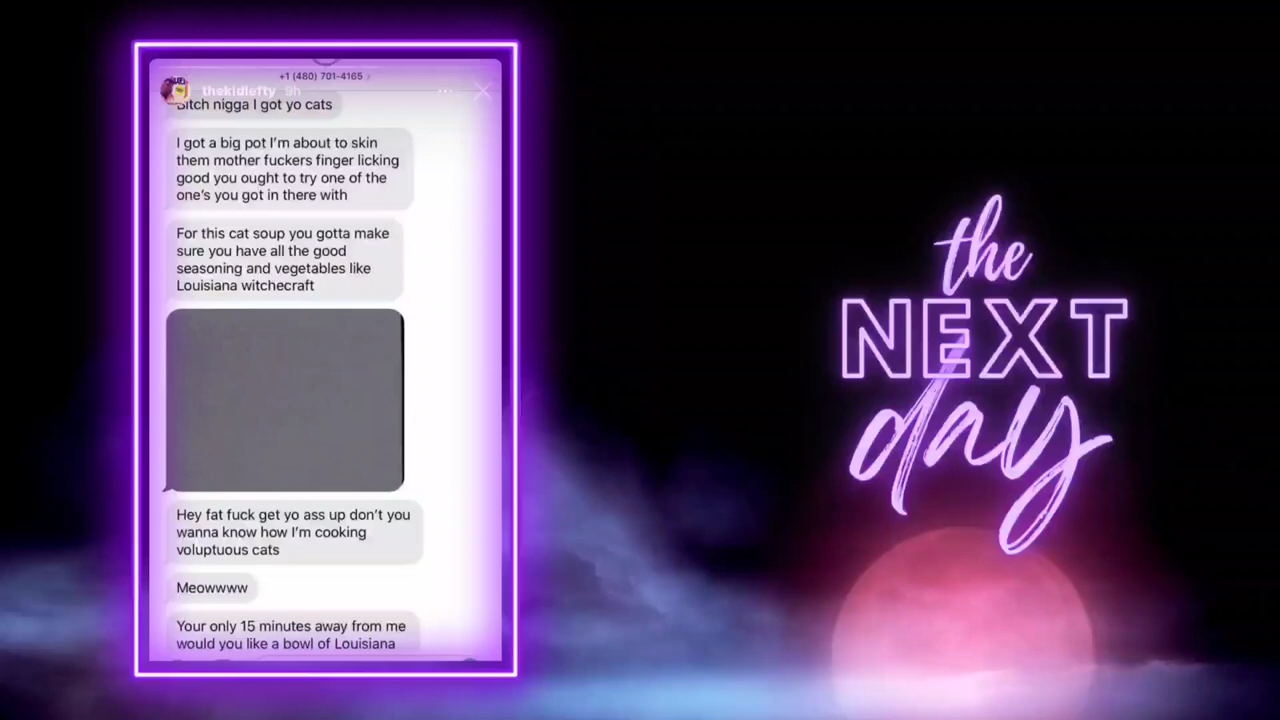 +1 (480) 701-4165 ›
thekidlefty 9h
Bitch nigga I got yo cats
I got a big pot I'm about to skin
them mother fuckers finger licking
good you ought to try one of the
one's you got in there with
For this cat soup you gotta make
sure you have all the good
seasoning and vegetables like
Louisiana witchecraft
Hey fat fuck get yo ass up don't you
wanna know how I'm cooking
voluptuous cats
Meowwww
Your only 15 minutes away from me
would you like a bowl of Louisiana
the
NEXT
day